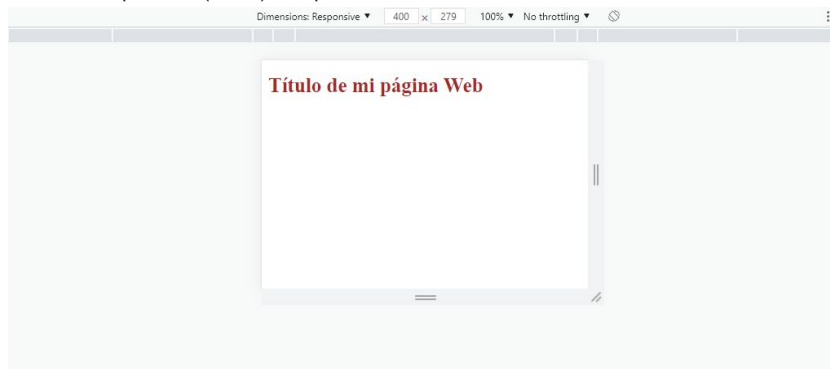 Dimensions: Responsive ▼ 400 x 279 100% ▼ No throttling ▼
Título de mi página Web